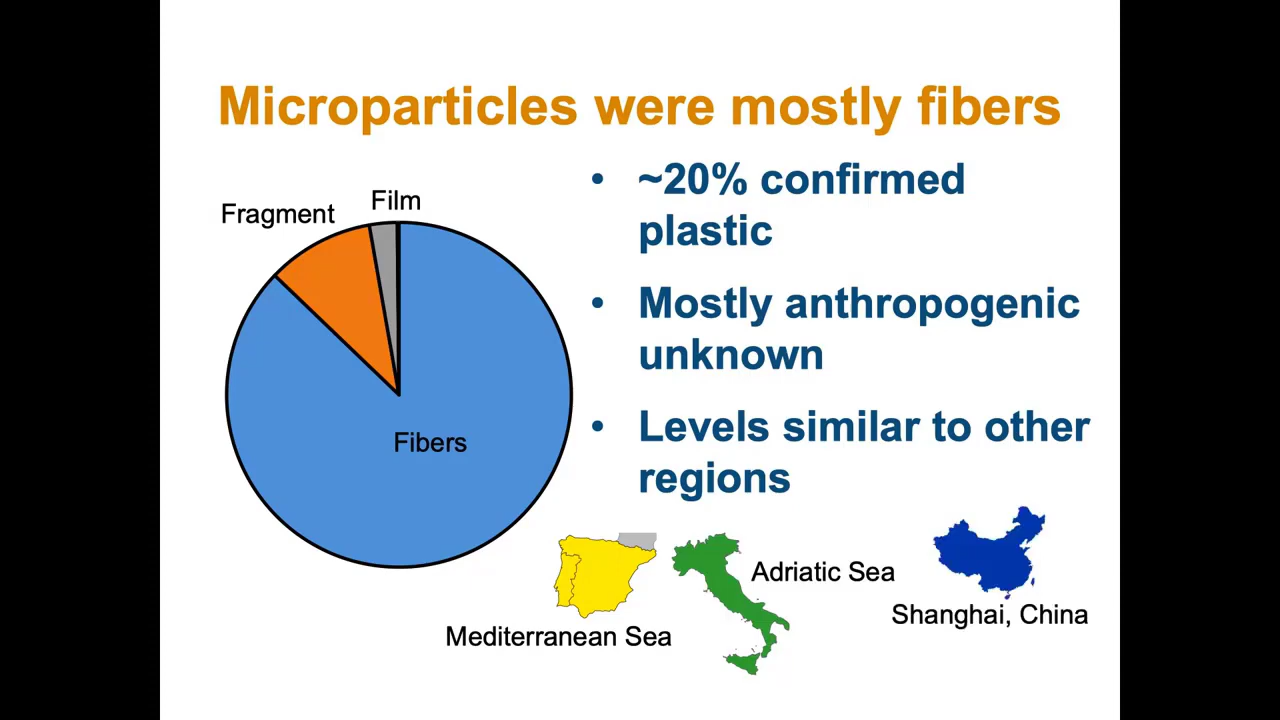 Microparticles were mostly fibers
Film
Fragment
Fibers
• ~20% confirmed
plastic
• Mostly anthropogenic
unknown
• Levels similar to other
regions
Adriatic Sea
Shanghai, China
Mediterranean Sea